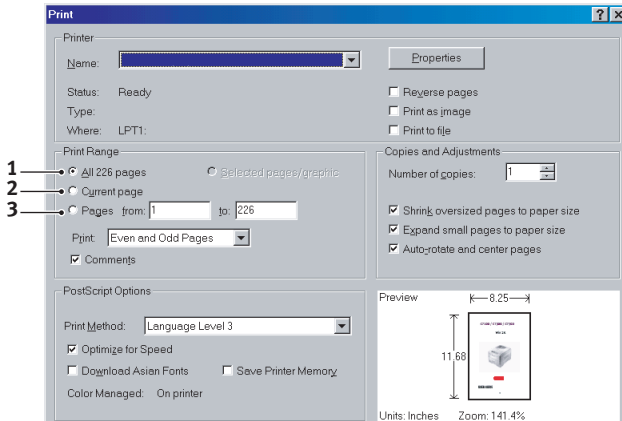 Print
Printer
Name:
Properties
Status: Ready
Type:
Where: LPT1:
Reverse pages
Print as image
Print to file
Print Range
1
All 226 pages
Selected pages/graphic
2
Current page
3
Pages from: 1 to: 226
Print: Even and Odd Pages
Comments
Copies and Adjustments
Number of copies: 1
Shrink oversized pages to paper size
Expand small pages to paper size
Auto-rotate and center pages
PostScript Options
Print Method: Language Level 3
Optimize for Speed
Download Asian Fonts
Save Printer Memory
Color Managed: On printer
Preview
8.25
11.68
Units: Inches Zoom: 141.4%